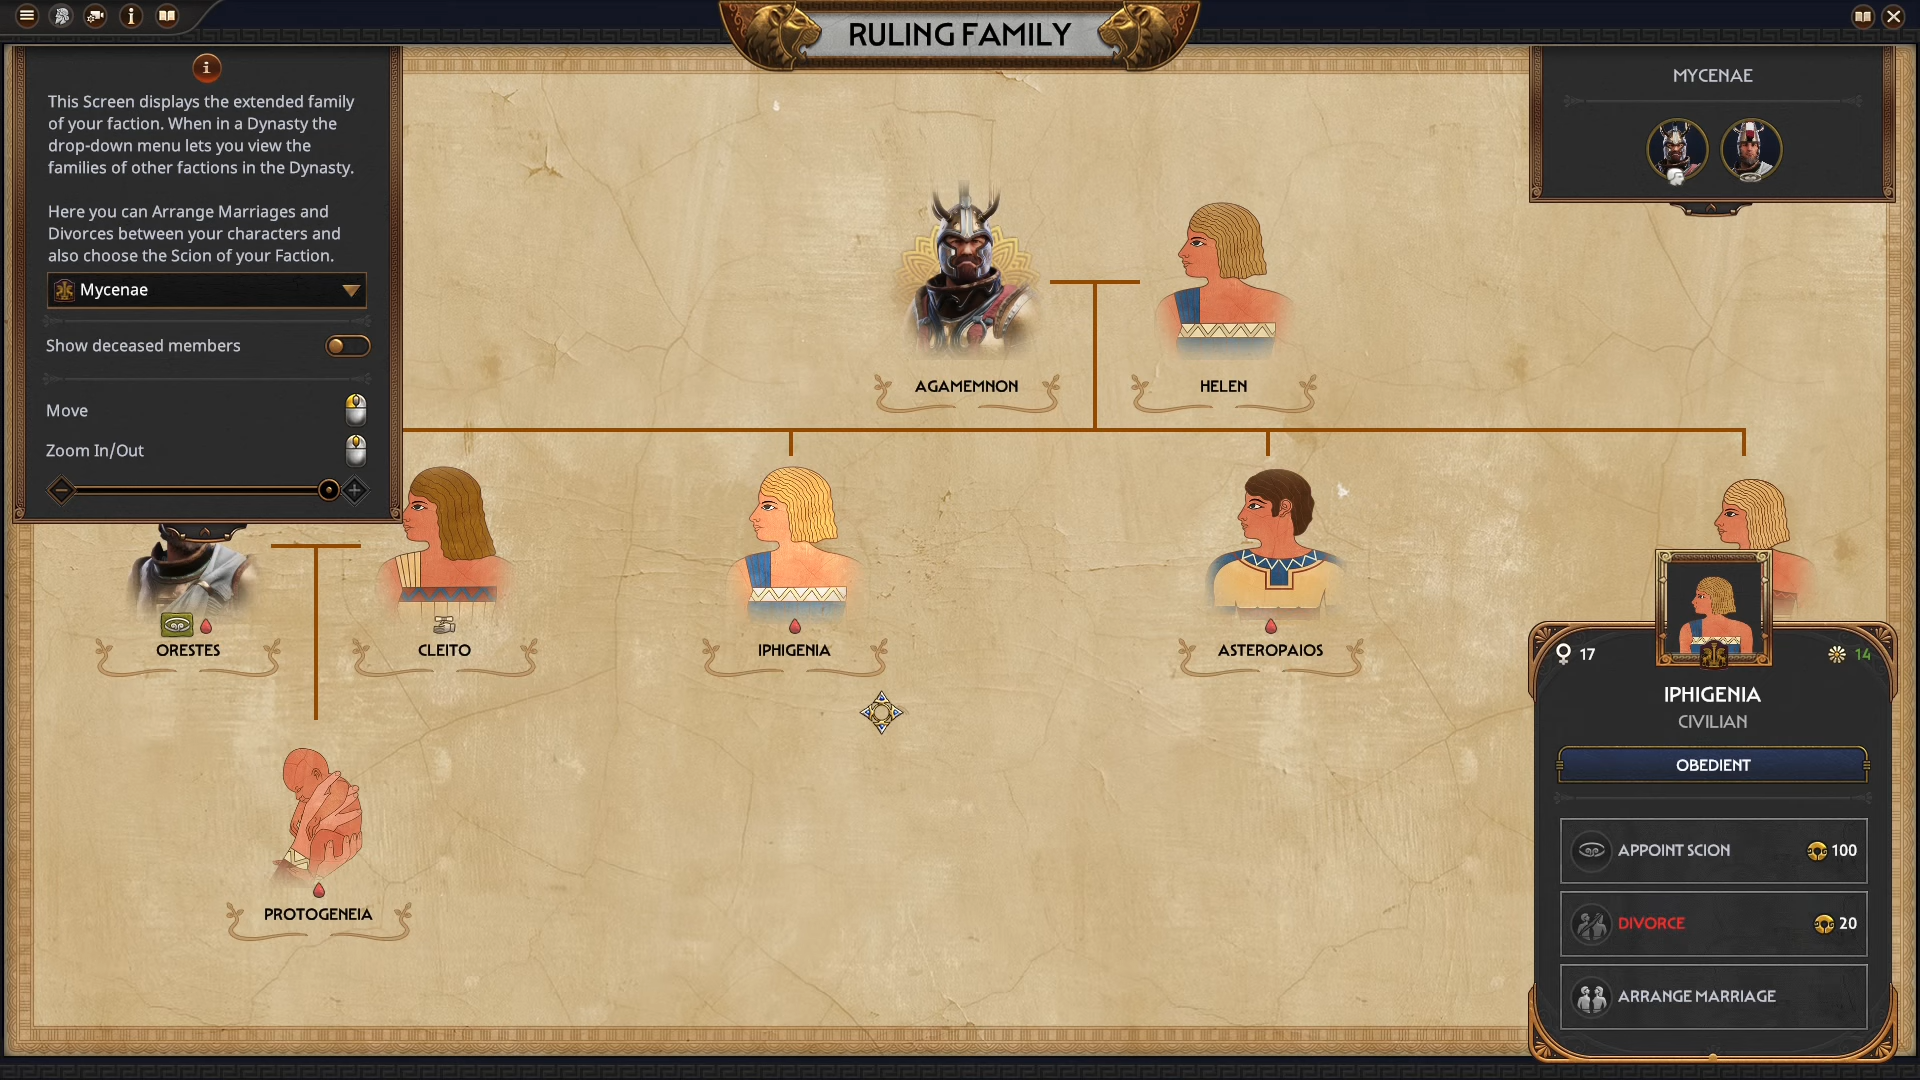 RULING FAMILY
This Screen displays the extended family
of your faction. When in a Dynasty the
drop-down menu lets you view the
families of other factions in the Dynasty.
Here you can Arrange Marriages and
Divorces between your characters and
also choose the Scion of your Faction.
Mycenae
Show deceased members
Move
Zoom In/Out
MYCENAE
AGAMEMNON
HELEN
ORESTES
CLEITO
IPHIGENIA
ASTEROPAIOS
PROTOGENEIA
17
14
IPHIGENIA
CIVILIAN
OBEDIENT
APPOINT SCION 100
DIVORCE 20
ARRANGE MARRIAGE